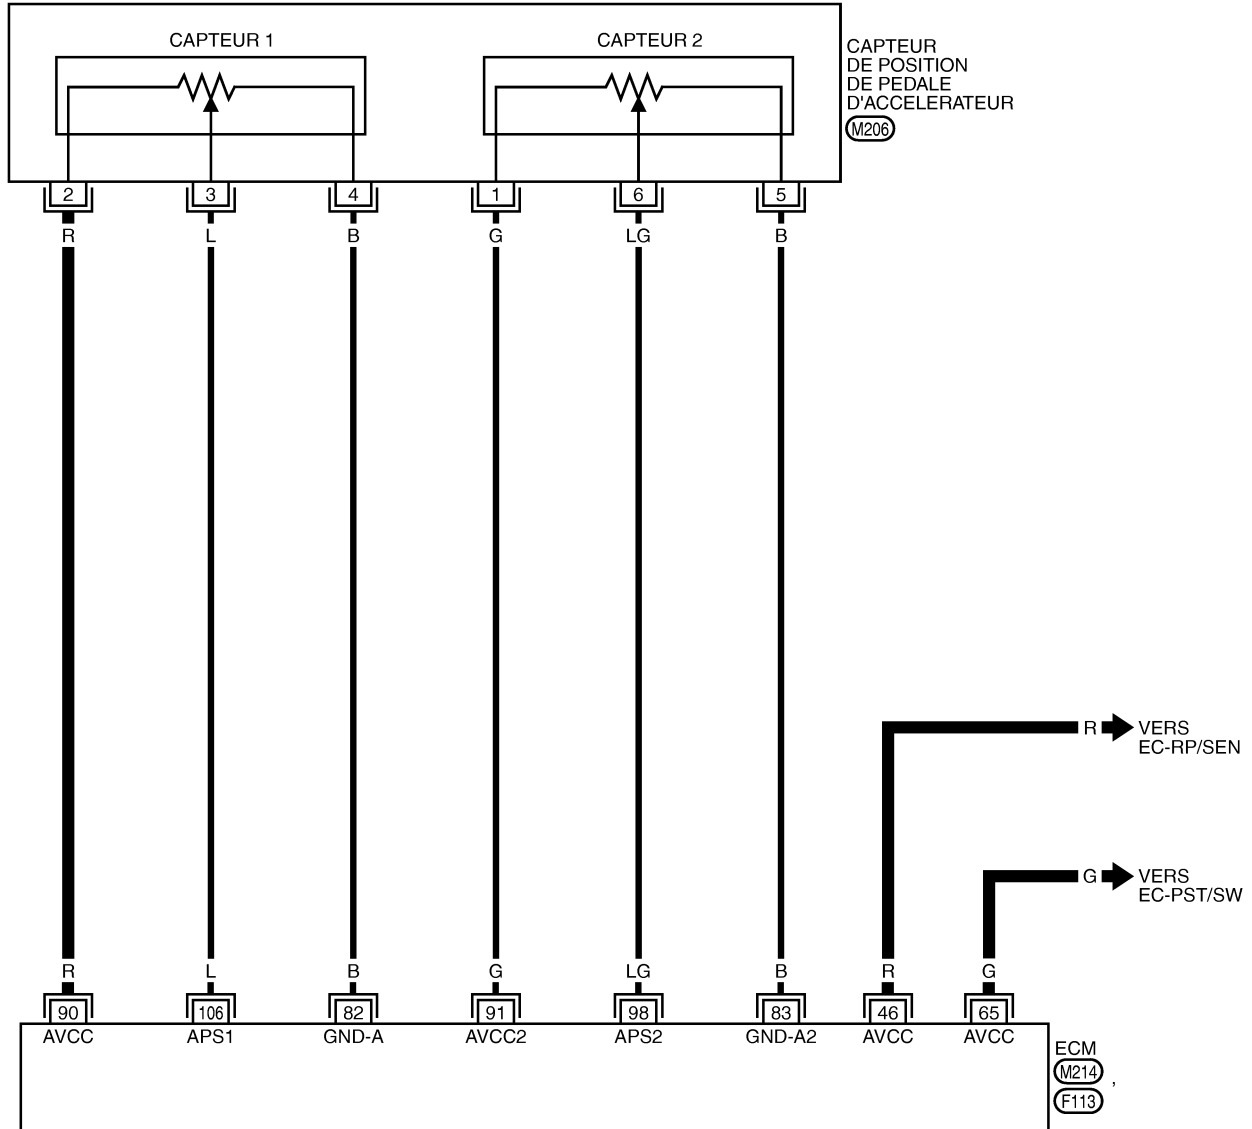 CAPTEUR 1
CAPTEUR 2
CAPTEUR
DE POSITION
DE PEDALE
D'ACCELERATEUR
M206
2 3 4 1 6 5
R L B G LG B
R VERS
EC-RP/SEN
G VERS
EC-PST/SW
R L B G LG B R G
90 106 82 91 98 83 46 65
AVCC APS1 GND-A AVCC2 APS2 GND-A2 AVCC AVCC
ECM
M214 ,
F113